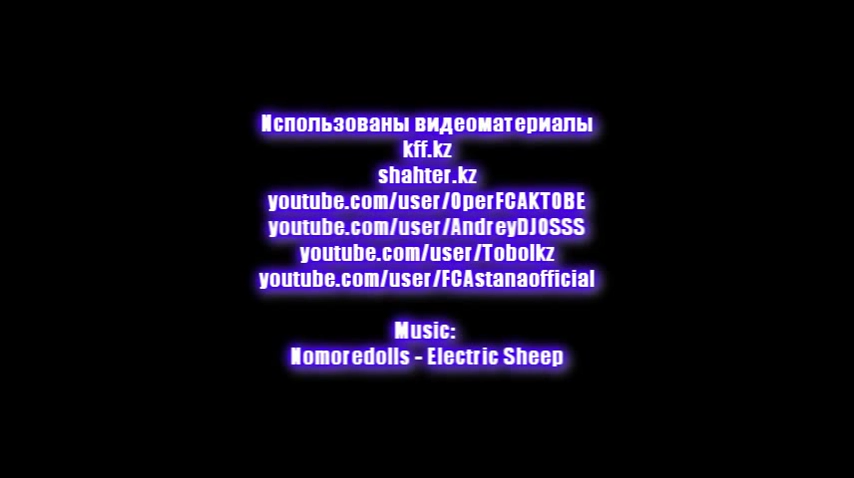 Использованы видеоматериалы
kff.kz
shahter.kz
youtube.com/user/OperFCAKTOBE
youtube.com/user/AndreyDJOSSS
youtube.com/user/Tobolkz
youtube.com/user/FCAstanaofficial
Music:
Nomoredolls - Electric Sheep